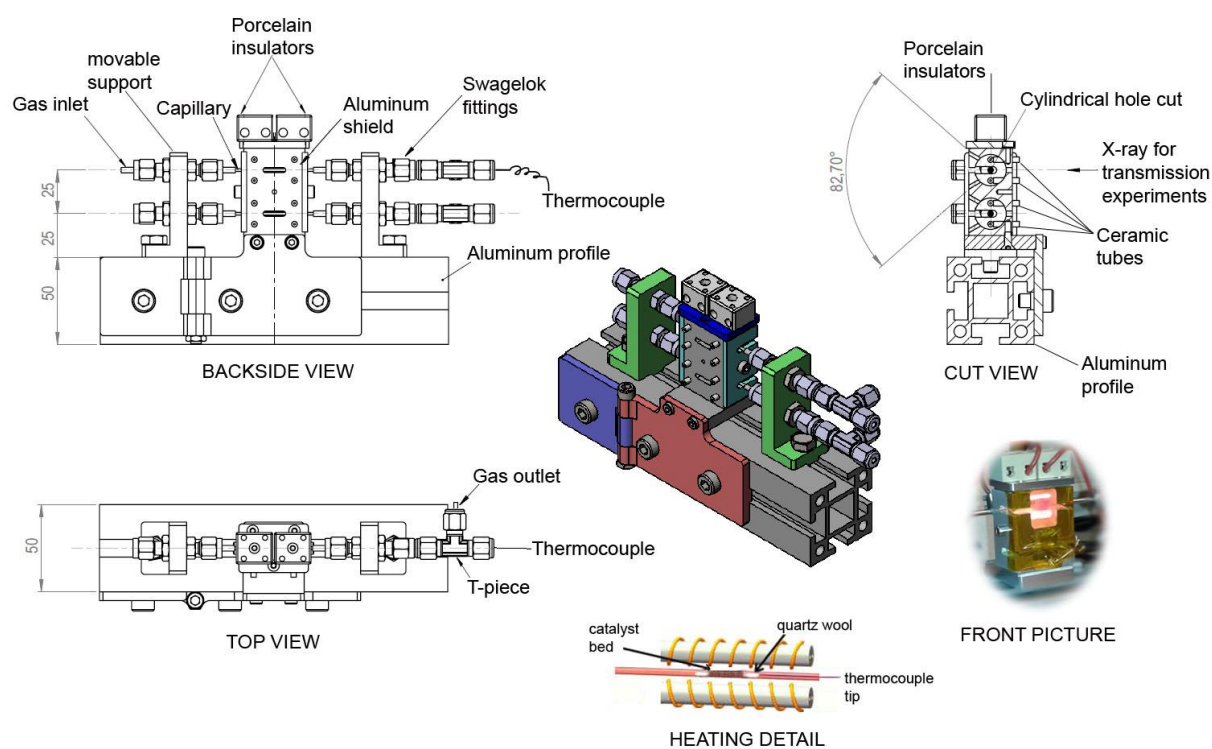 Porcelain
insulators
movable
support
Gas inlet
Capillary
Aluminum
shield
Swagelok
fittings
Thermocouple
25
25
50
Aluminum profile
BACKSIDE VIEW
Porcelain
insulators
Cylindrical hole cut
X-ray for
transmission
experiments
82,70°
Ceramic
tubes
Aluminum
profile
CUT VIEW
Gas outlet
50
Thermocouple
T-piece
TOP VIEW
FRONT PICTURE
catalyst
bed
quartz wool
thermocouple
tip
HEATING DETAIL